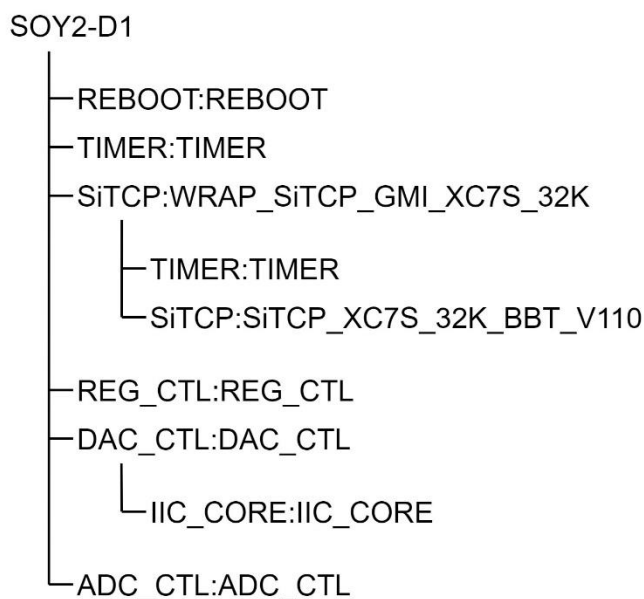 SOY2-D1
REBOOT:REBOOT
TIMER:TIMER
SiTCP:WRAP_SiTCP_GMI_XC7S_32K
TIMER:TIMER
SiTCP:SiTCP_XC7S_32K_BBT_V110
REG_CTL:REG_CTL
DAC_CTL:DAC_CTL
IIC_CORE:IIC_CORE
ADC_CTL:ADC_CTL